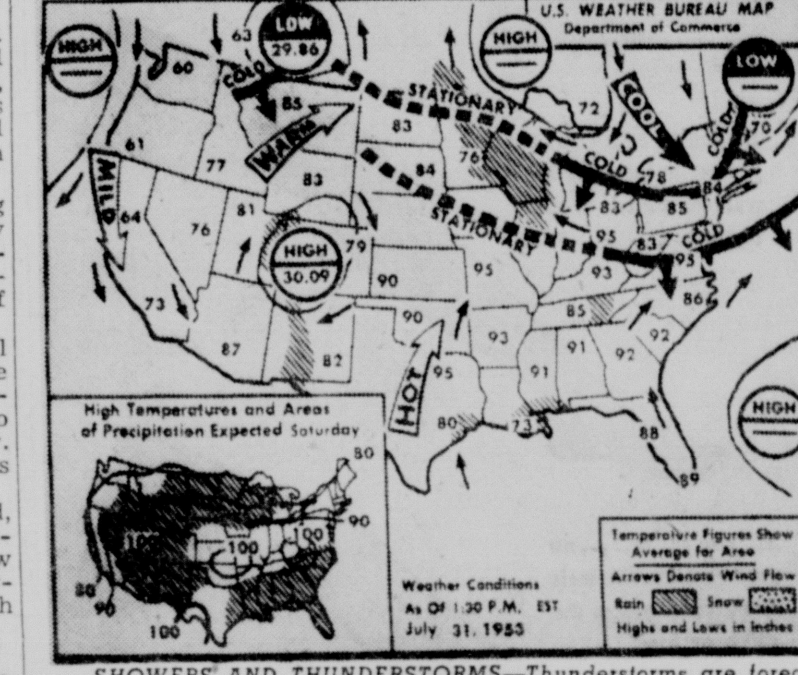 U.S. WEATHER BUREAU MAP
Department of Commerce
HIGH
63
LOW
29.86
HIGH
LOW
60
COLD
85
STATIONARY
72
COOL
COLD
70
61
77
WARM
83
83
84
76
COLD
78
84
MILD
64
76
81
79
STATIONARY
83
85
95
83
COLD
95
HIGH
30.09
90
95
93
86
73
90
85
92
87
82
93
91
91
92
HOT
95
80
73
88
89
HIGH
High Temperatures and Areas
of Precipitation Expected Saturday
80
90
100
100
100
80
90
100
Weather Conditions
As Of 1:30 P.M. EST
July 31, 1953
Temperature Figures Show
Average for Area
Arrows Denote Wind Flow
Rain Snow
Highs and Lows in Inches
SHOWERS AND THUNDERSTORMS—Thunderstorms are forec